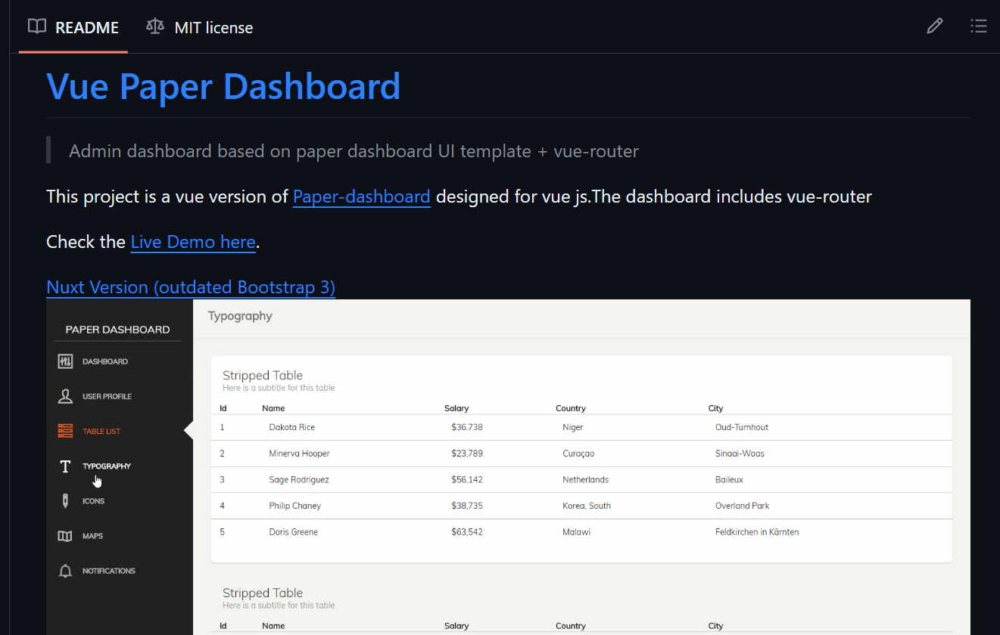 README MIT license
Vue Paper Dashboard
Admin dashboard based on paper dashboard UI template + vue-router
This project is a vue version of Paper-dashboard designed for vue js.The dashboard includes vue-router
Check the Live Demo here.
Nuxt Version (outdated Bootstrap 3)
PAPER DASHBOARD
DASHBOARD
USER PROFILE
TABLE LIST
TYPOGRAPHY
ICONS
MAPS
NOTIFICATIONS
Typography
Stripped Table
Here is a subtitle for this table
Id Name Salary Country City
1 Dakota Rice $36.738 Niger Oud-Turnhout
2 Minerva Hooper $23,789 Curaçao Sinaai-Waas
3 Sage Rodriguez $56,142 Netherlands Baileux
4 Philip Chaney $38,735 Korea, South Overland Park
5 Doris Greene $63,542 Malawi Feldkirchen in Kärnten
Stripped Table
Here is a subtitle for this table
Id Name Salary Country City